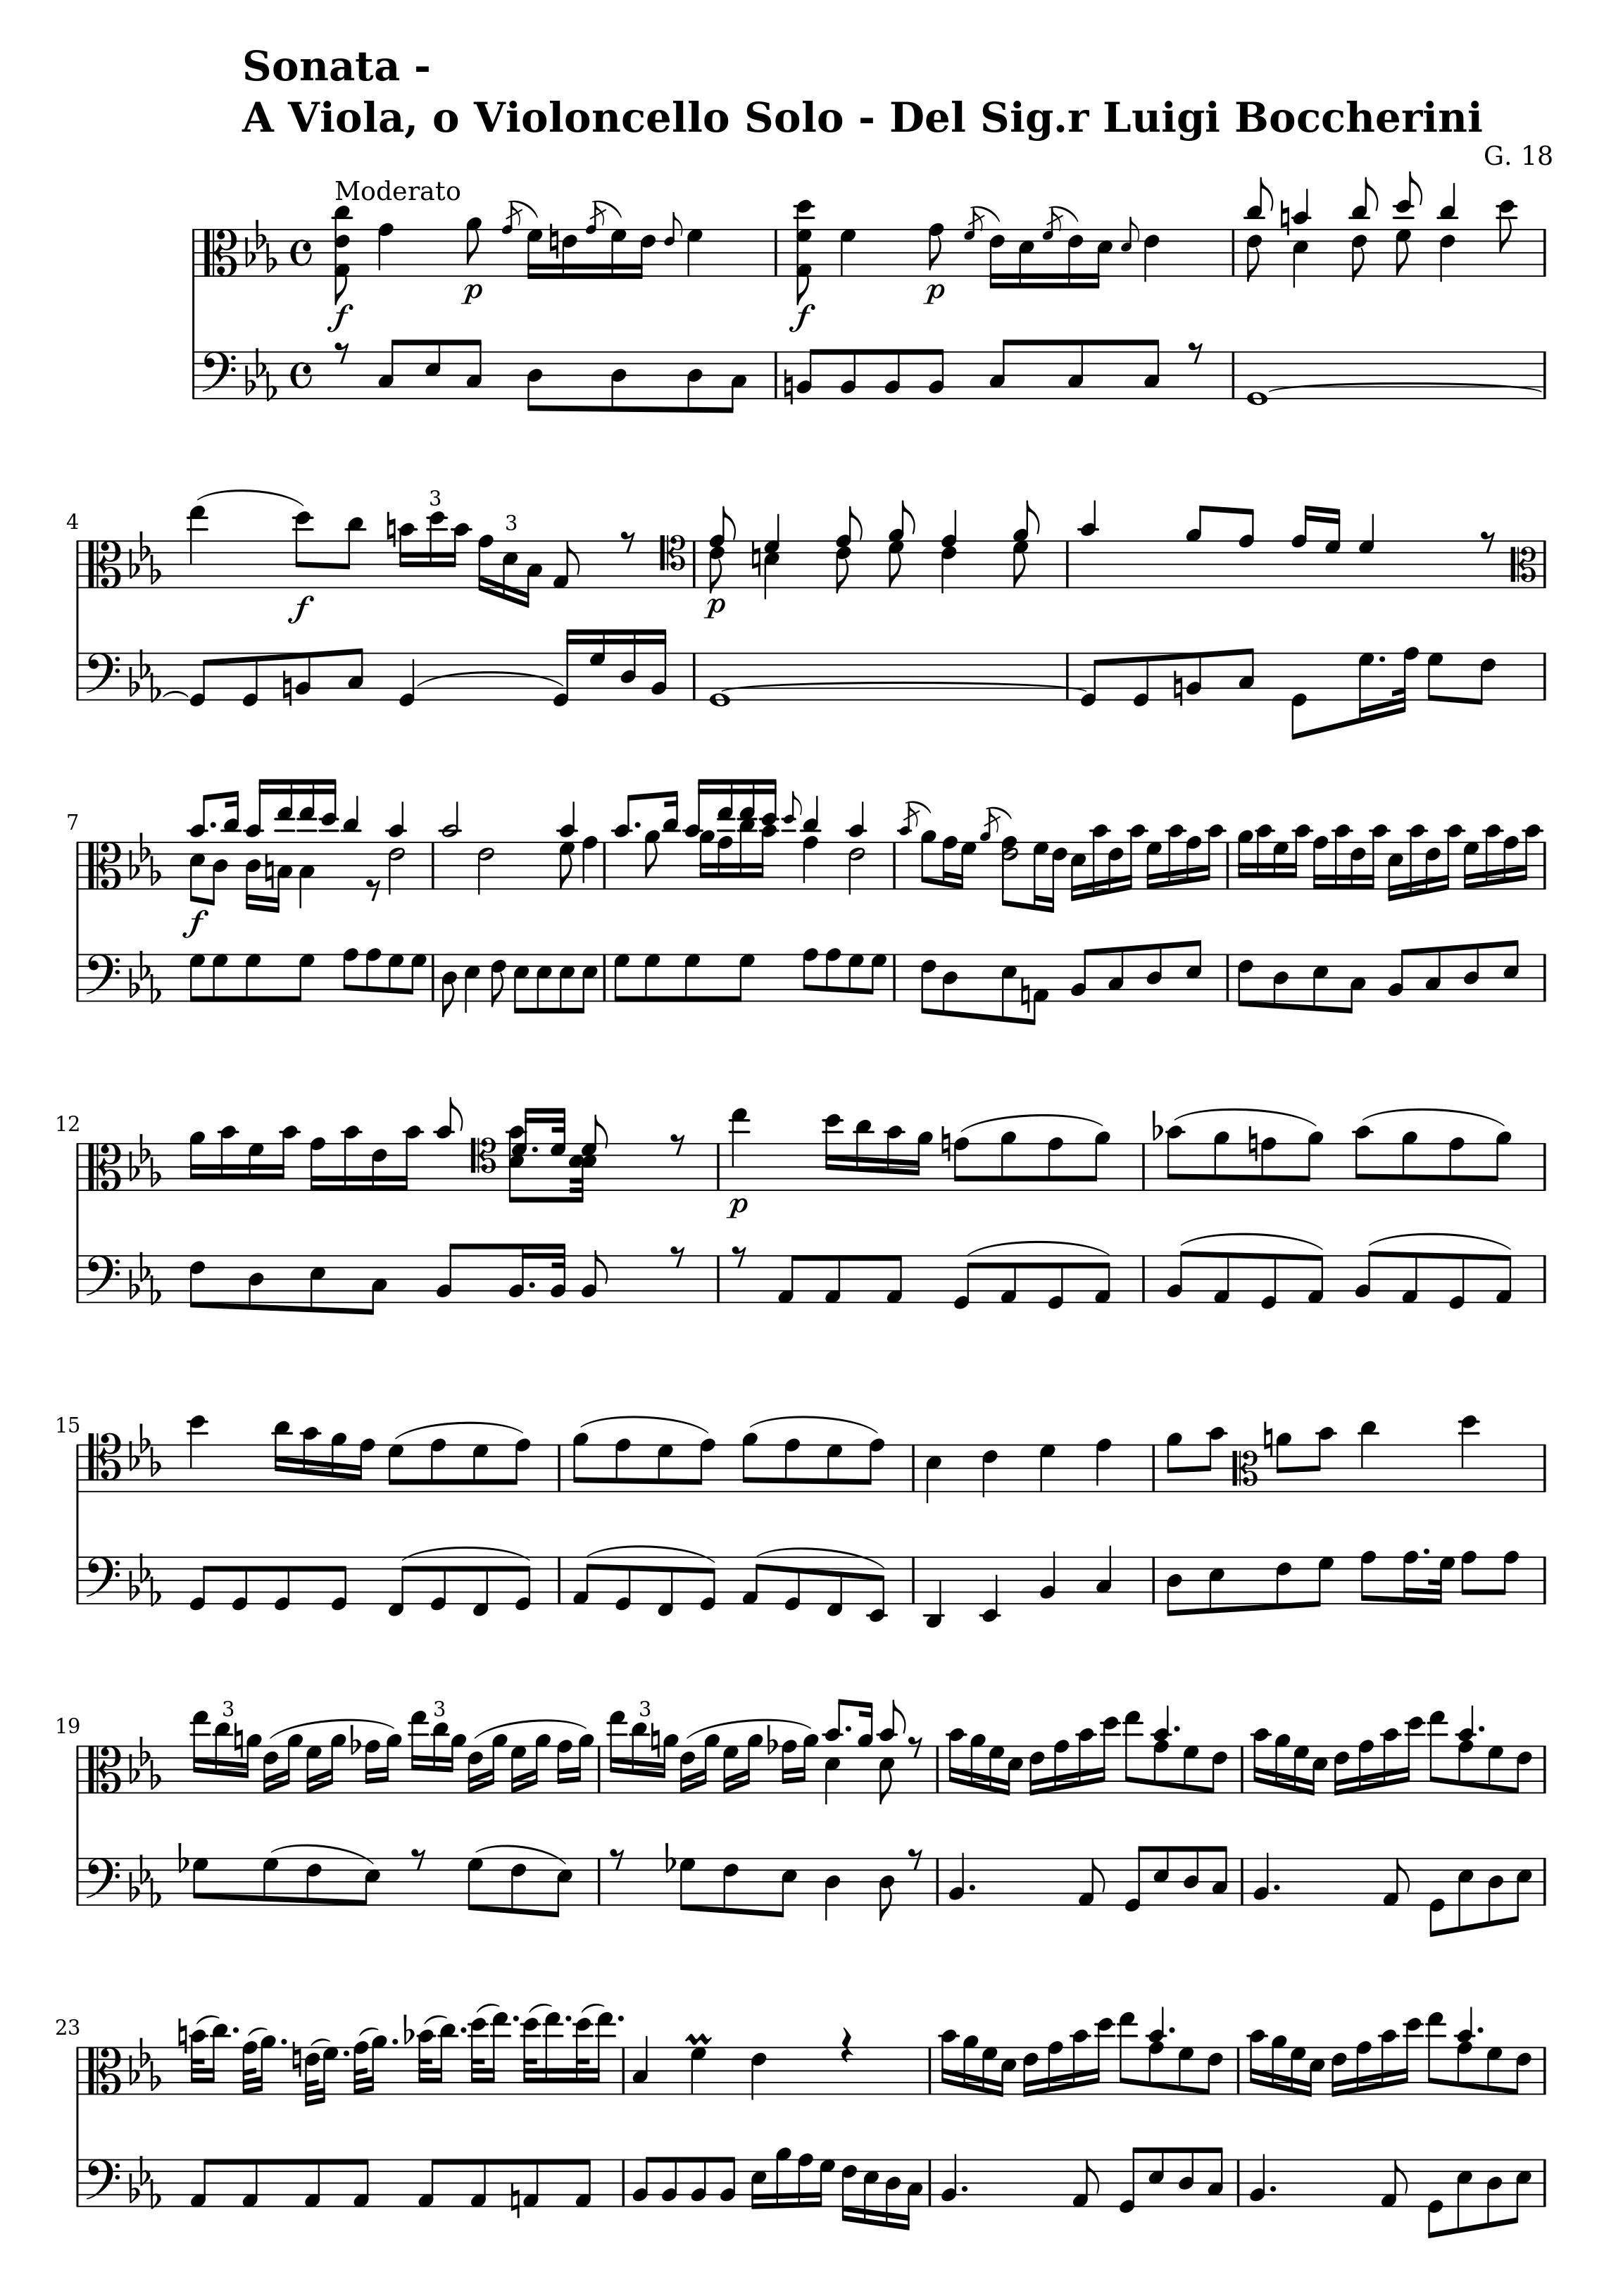 Sonata -
A Viola, o Violoncello Solo - Del Sig.r Luigi Boccherini
G. 18
Moderato
f p f p
4
3
3
f p
7
f
12
p
15
19
3 3 3
23